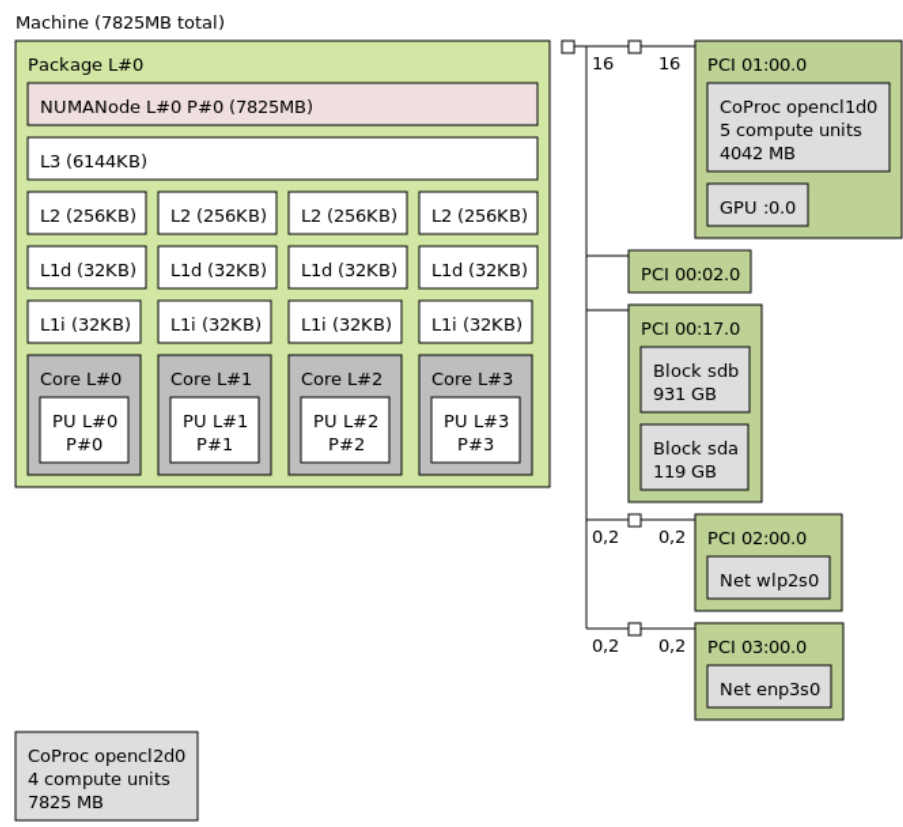 Machine (7825MB total)
Package L#0
NUMANode L#0 P#0 (7825MB)
L3 (6144KB)
L2 (256KB) L2 (256KB) L2 (256KB) L2 (256KB)
L1d (32KB) L1d (32KB) L1d (32KB) L1d (32KB)
L1i (32KB) L1i (32KB) L1i (32KB) L1i (32KB)
Core L#0 Core L#1 Core L#2 Core L#3
PU L#0 PU L#1 PU L#2 PU L#3
P#0 P#1 P#2 P#3
16 16
PCI 01:00.0
CoProc opencl1d0
5 compute units
4042 MB
GPU :0.0
PCI 00:02.0
PCI 00:17.0
Block sdb
931 GB
Block sda
119 GB
0,2 0,2
PCI 02:00.0
Net wlp2s0
0,2 0,2
PCI 03:00.0
Net enp3s0
CoProc opencl2d0
4 compute units
7825 MB